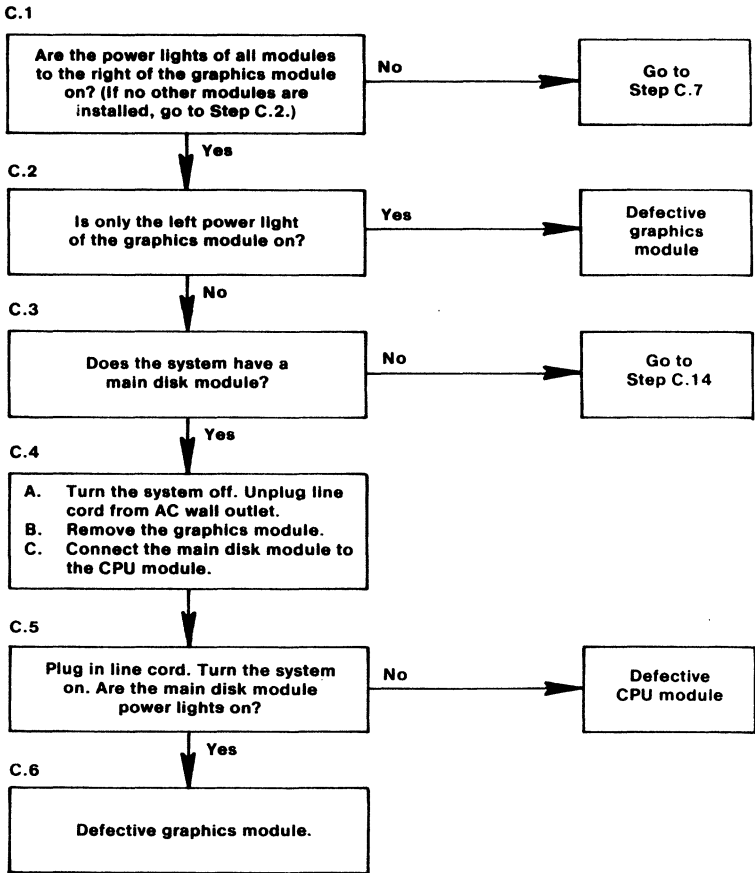 C.1
Are the power lights of all modules
to the right of the graphics module
on? (If no other modules are
installed, go to Step C.2.)
No
Go to
Step C.7
Yes
C.2
Is only the left power light
of the graphics module on?
Yes
Defective
graphics
module
No
C.3
Does the system have a
main disk module?
No
Go to
Step C.14
Yes
C.4
A. Turn the system off. Unplug line
cord from AC wall outlet.
B. Remove the graphics module.
C. Connect the main disk module to
the CPU module.
C.5
Plug in line cord. Turn the system
on. Are the main disk module
power lights on?
No
Defective
CPU module
Yes
C.6
Defective graphics module.